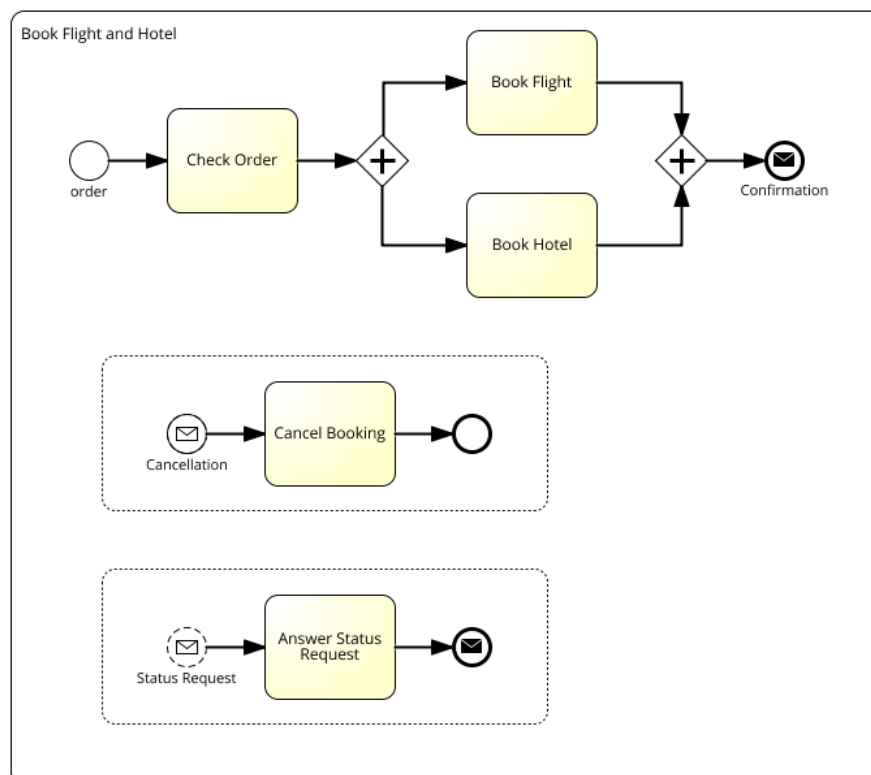 Book Flight and Hotel
Book Flight
Check Order
order
Confirmation
Book Hotel
Cancel Booking
Cancellation
Answer Status
Request
Status Request